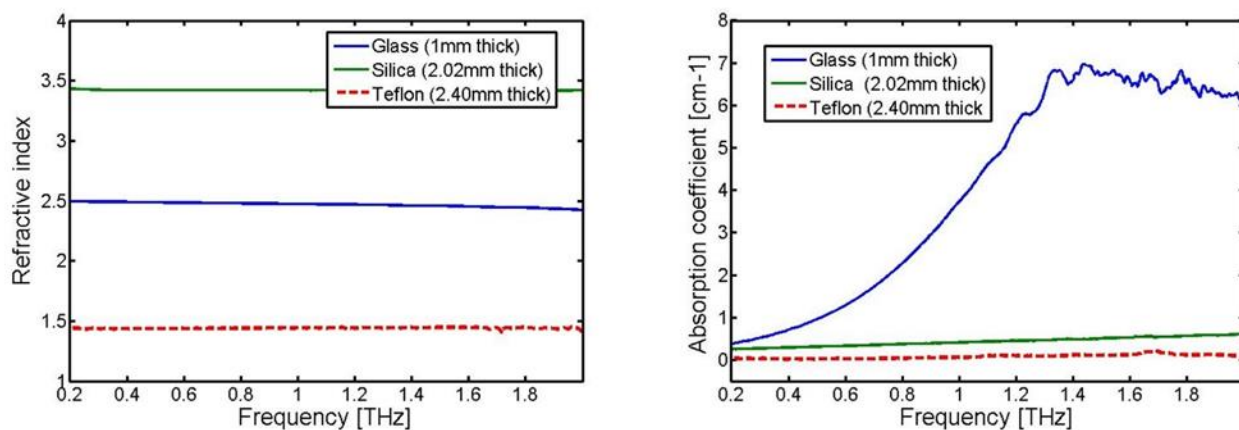 4
3.5
3
2.5
2
1.5
1
Refractive index
Glass (1mm thick)
Silica (2.02mm thick)
Teflon (2.40mm thick)
0.2 0.4 0.6 0.8 1 1.2 1.4 1.6 1.8
Frequency [THz]
8
7
6
5
4
3
2
1
0
Absorption coefficient [cm-1]
Glass (1mm thick)
Silica (2.02mm thick)
Teflon (2.40mm thick
0.2 0.4 0.6 0.8 1 1.2 1.4 1.6 1.8
Frequency [THz]